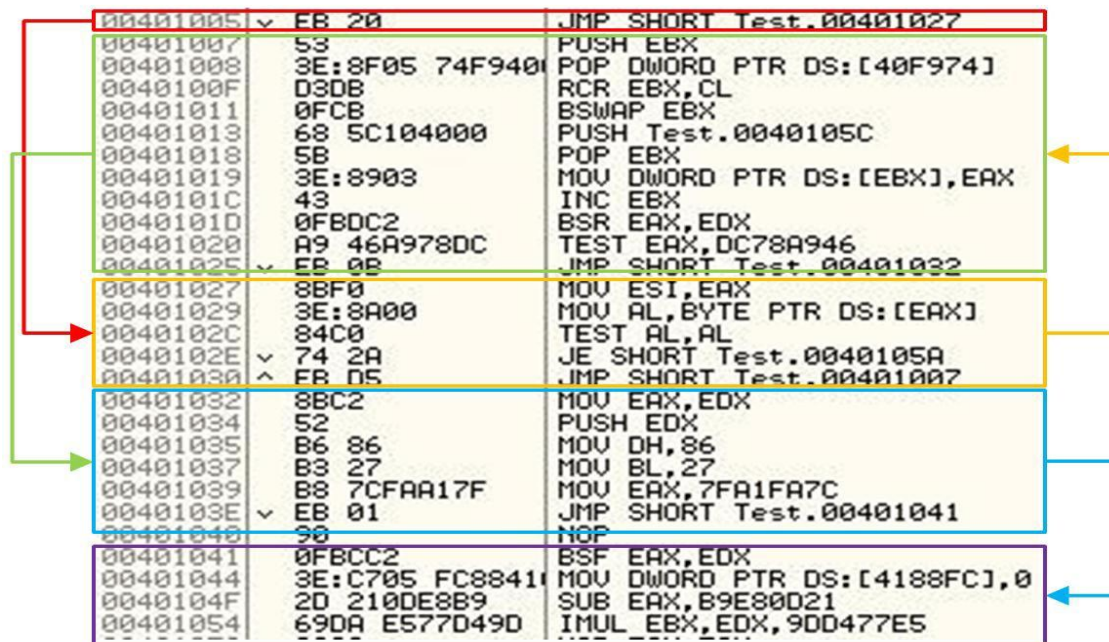 00401005 EB 20 JMP SHORT Test.00401027
00401007 53 PUSH EBX
00401008 3E:8F05 74F9400 POP DWORD PTR DS:[40F974]
0040100F D3DB RCR EBX,CL
00401011 0FCB BSWAP EBX
00401013 68 5C104000 PUSH Test.0040105C
00401018 5B POP EBX
00401019 3E:8903 MOV DWORD PTR DS:[EBX],EAX
0040101C 43 INC EBX
0040101D 0FBDC2 BSR EAX,EDX
00401020 A9 46A978DC TEST EAX,DC78A946
00401025 EB 0B JMP SHORT Test.00401032
00401027 8BF0 MOV ESI,EAX
00401029 3E:8A00 MOV AL,BYTE PTR DS:[EAX]
0040102C 84C0 TEST AL,AL
0040102E 74 2A JE SHORT Test.0040105A
00401030 EB D5 JMP SHORT Test.00401007
00401032 8BC2 MOV EAX,EDX
00401034 52 PUSH EDX
00401035 B6 86 MOV DH,86
00401037 B3 27 MOV BL,27
00401039 B8 7CFAA17F MOV EAX,7FA1FA7C
0040103E EB 01 JMP SHORT Test.00401041
00401040 90 NOP
00401041 0FBCC2 BSF EAX,EDX
00401044 3E:C705 FC8841 MOV DWORD PTR DS:[4188FC],0
0040104F 2D 210DE8B9 SUB EAX,B9E80D21
00401054 69DA E577D49D IMUL EBX,EDX,9DD477E5